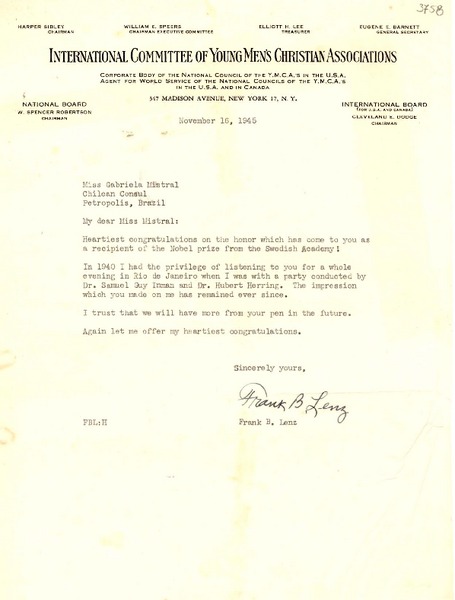 3758
HARPER SIBLEY
CHAIRMAN
WILLIAM E. SPEERS
CHAIRMAN EXECUTIVE COMMITTEE
ELLIOTT H. LEE
TREASURER
EUGENE E. BARNETT
GENERAL SECRETARY
INTERNATIONAL COMMITTEE OF YOUNG MEN'S CHRISTIAN ASSOCIATIONS
CORPORATE BODY OF THE NATIONAL COUNCIL OF THE Y.M.C.A.'S IN THE U.S.A.
AGENT FOR WORLD SERVICE OF THE NATIONAL COUNCILS OF THE Y.M.C.A.'S
IN THE U.S.A. AND IN CANADA
347 MADISON AVENUE, NEW YORK 17, N. Y.
NATIONAL BOARD
W. SPENCER ROBERTSON
CHAIRMAN
INTERNATIONAL BOARD
(FOR U.S.A. AND CANADA)
CLEVELAND E. DODGE
CHAIRMAN
November 16, 1945
Miss Gabriela Mistral
Chilean Consul
Petropolis, Brazil
My dear Miss Mistral:
Heartiest congratulations on the honor which has come to you as
a recipient of the Nobel prize from the Swedish Academy!
In 1940 I had the privilege of listening to you for a whole
evening in Rio de Janeiro when I was with a party conducted by
Dr. Samuel Guy Inman and Dr. Hubert Herring. The impression
which you made on me has remained ever since.
I trust that we will have more from your pen in the future.
Again let me offer my heartiest congratulations.
Sincerely yours,
Frank B Lenz
FBL:H
Frank B. Lenz